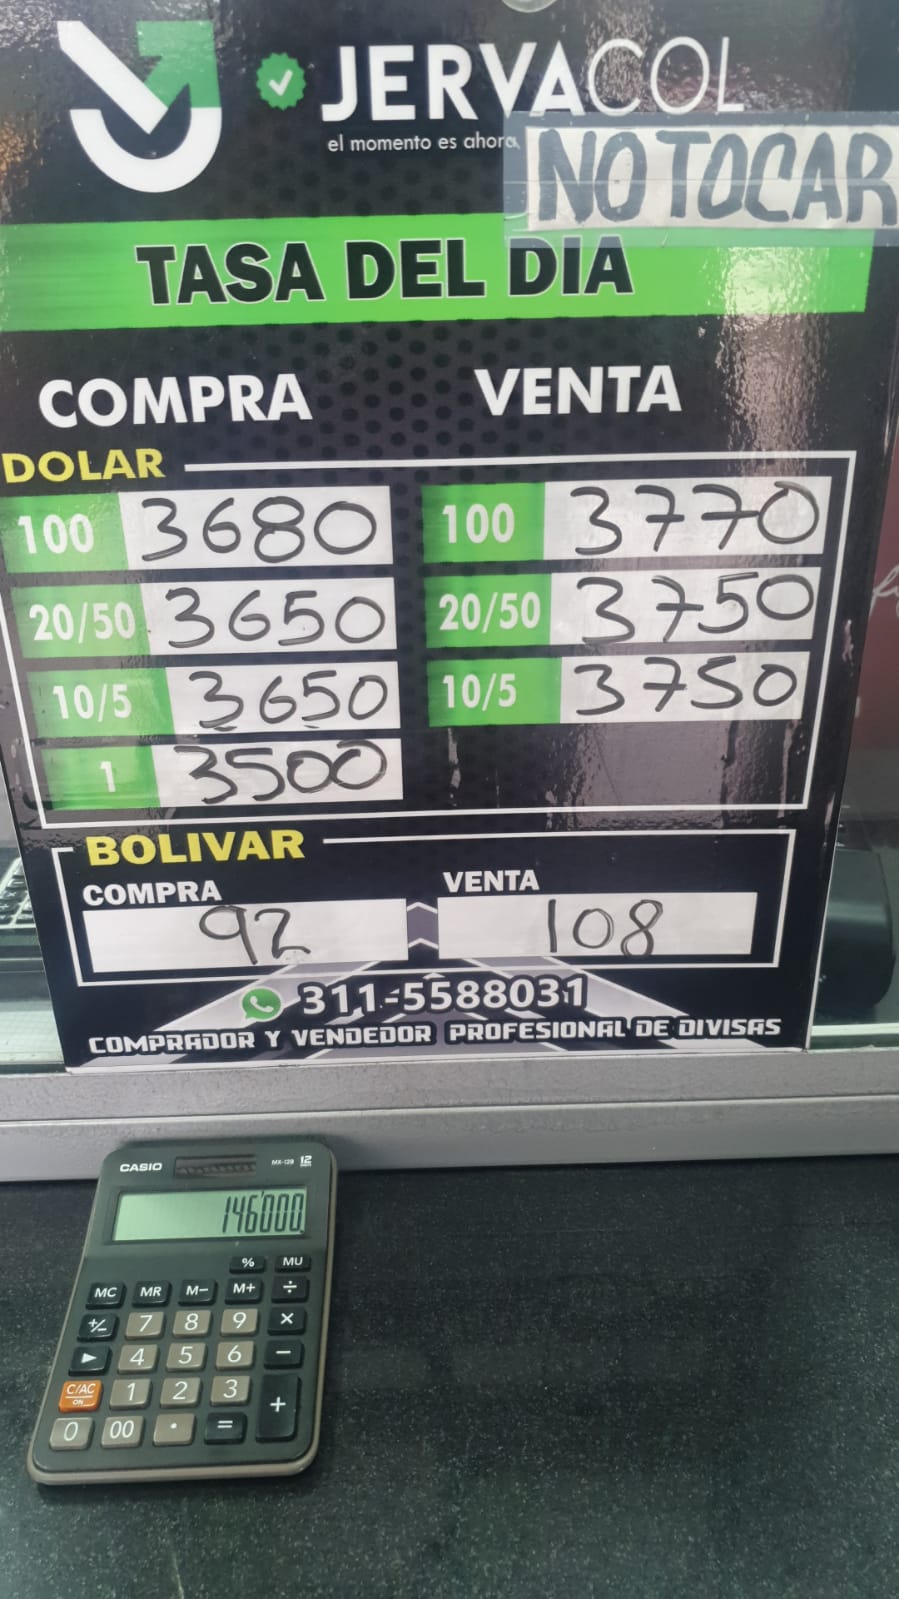 JERVACOL
el momento es ahora
NO TOCAR
TASA DEL DIA
COMPRA VENTA
DOLAR
100 3680 100 3770
20/50 3650 20/50 3750
10/5 3650 10/5 3750
1 3500
BOLIVAR
COMPRA VENTA
92 108
311-5588031
COMPRADOR Y VENDEDOR PROFESIONAL DE DIVISAS
CASIO MX-12B 12
146'000
% MU
MC MR M− M+ ÷
+/− 7 8 9 ×
▶ 4 5 6 −
C/AC ON 1 2 3 +
0 00 · =